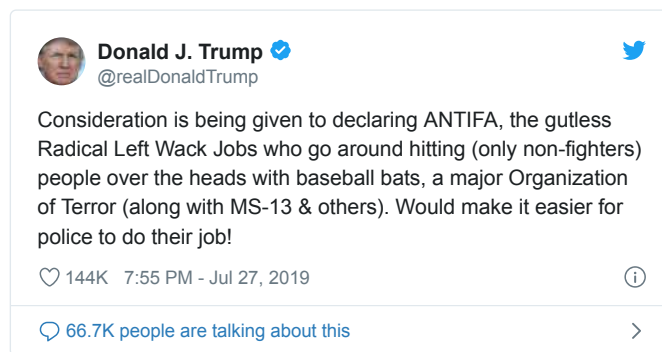 Donald J. Trump
@realDonaldTrump
Consideration is being given to declaring ANTIFA, the gutless
Radical Left Wack Jobs who go around hitting (only non-fighters)
people over the heads with baseball bats, a major Organization
of Terror (along with MS-13 & others). Would make it easier for
police to do their job!
144K 7:55 PM - Jul 27, 2019
66.7K people are talking about this